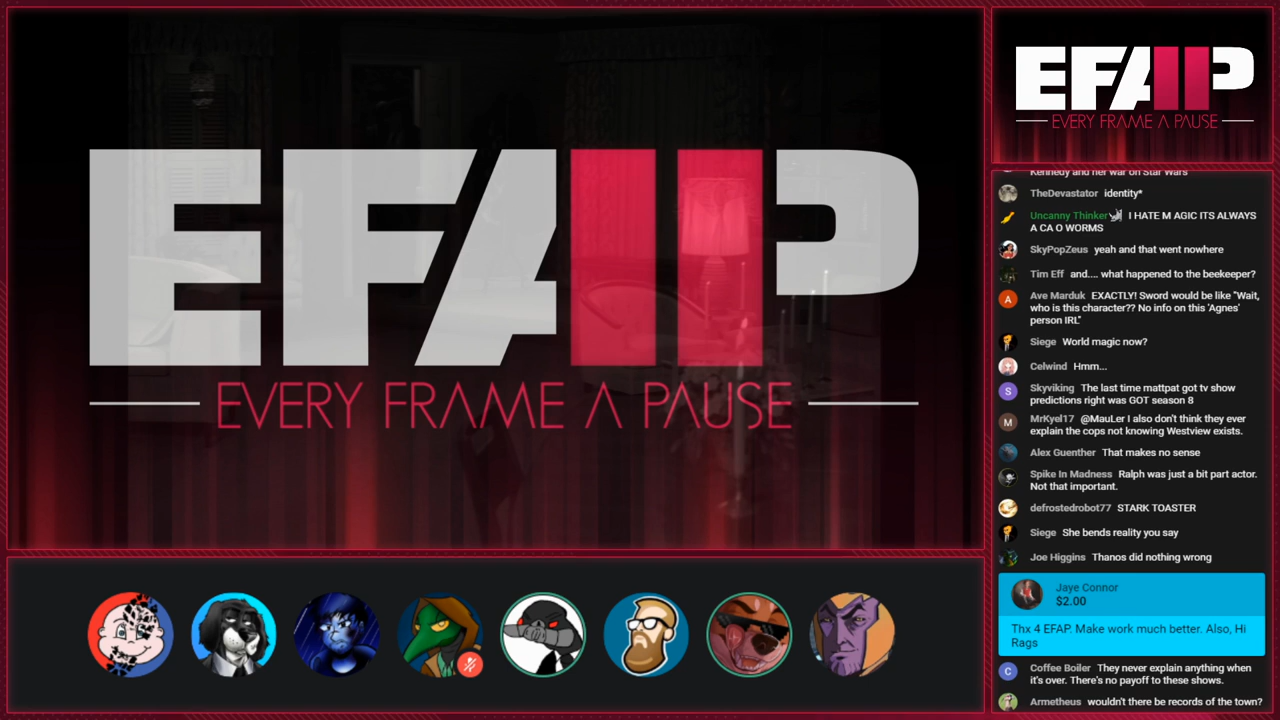 EFAP
EVERY FRAME A PAUSE
EFAP
EVERY FRAME A PAUSE
Kennedy and her war on Star Wars
TheDevastator identity*
Uncanny Thinker I HATE M AGIC ITS ALWAYS
A CA O WORMS
SkyPopZeus yeah and that went nowhere
Tim Eff and.... what happened to the beekeeper?
A
Ave Marduk EXACTLY! Sword would be like "Wait,
who is this character?? No info on this 'Agnes'
person IRL"
Siege World magic now?
Celwind Hmm...
S
Skyviking The last time mattpat got tv show
predictions right was GOT season 8
M
MrKyel17 @MauLer I also don't think they ever
explain the cops not knowing Westview exists.
Alex Guenther That makes no sense
Spike In Madness Ralph was just a bit part actor.
Not that important.
defrostedrobot77 STARK TOASTER
Siege She bends reality you say
Joe Higgins Thanos did nothing wrong
Jaye Connor
$2.00
Thx 4 EFAP. Make work much better. Also, Hi
Rags
C
Coffee Boiler They never explain anything when
it's over. There's no payoff to these shows.
Armetheus wouldn't there be records of the town?